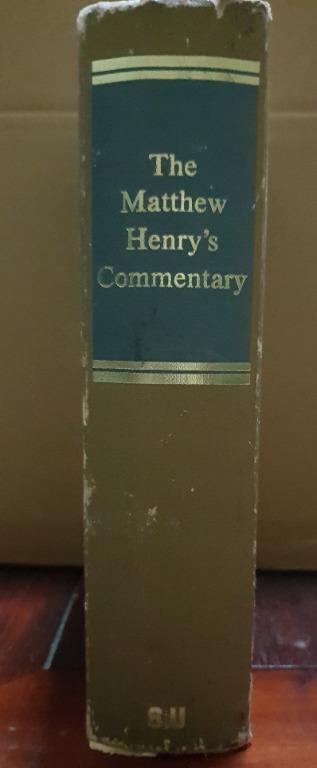 The
Matthew
Henry's
Commentary
S.U